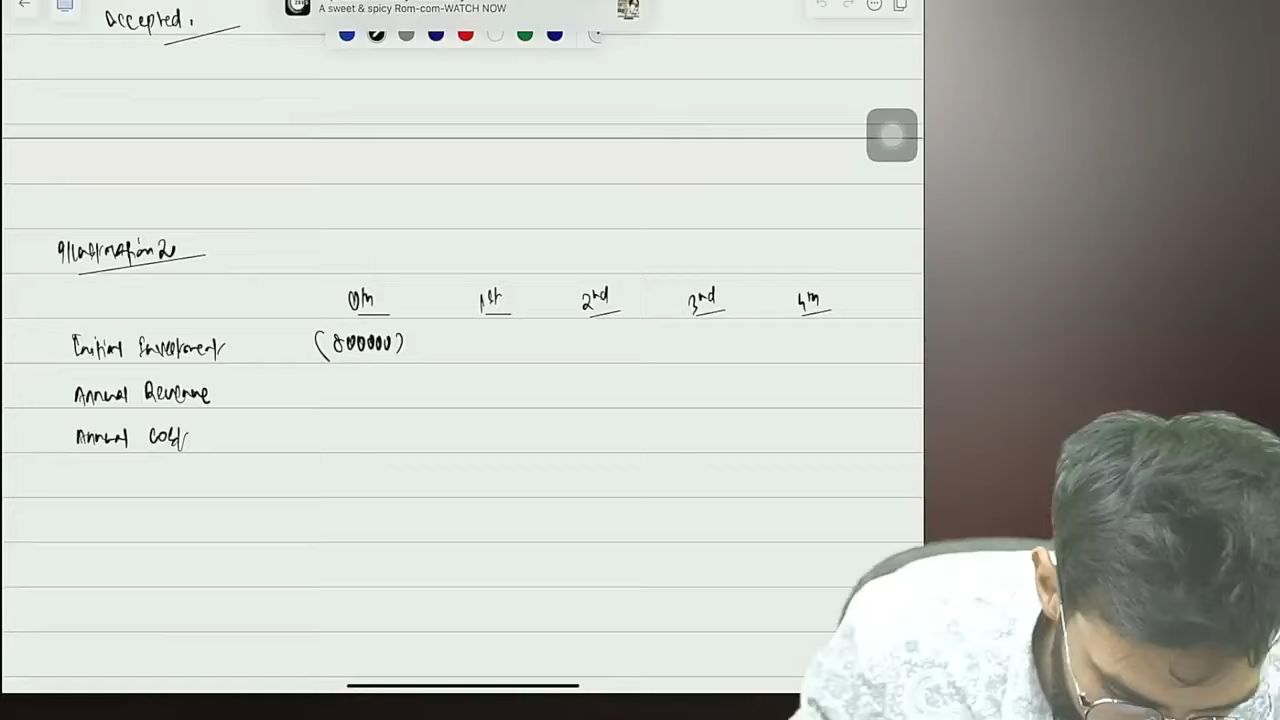 Accepted.
A sweet & spicy Rom-com-WATCH NOW
Illustration 2
0th 1st 2nd 3rd 4th
Initial Investment (800000)
Annual Revenue
Annual Cost